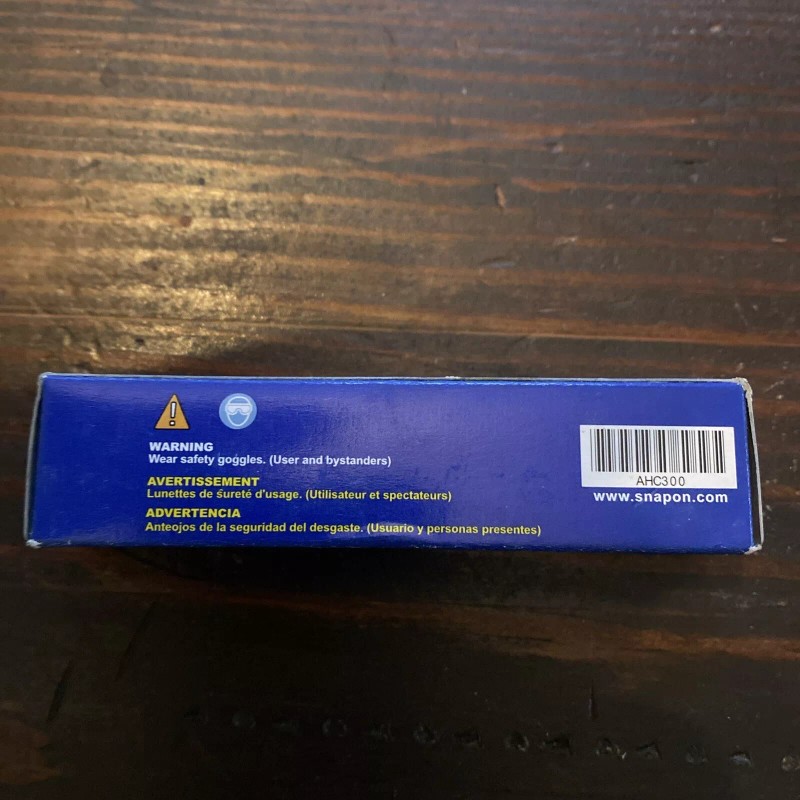 WARNING
Wear safety goggles. (User and bystanders)
AVERTISSEMENT
Lunettes de sureté d'usage. (Utilisateur et spectateurs)
ADVERTENCIA
Anteojos de la seguridad del desgaste. (Usuario y personas presentes)
AHC300
www.snapon.com